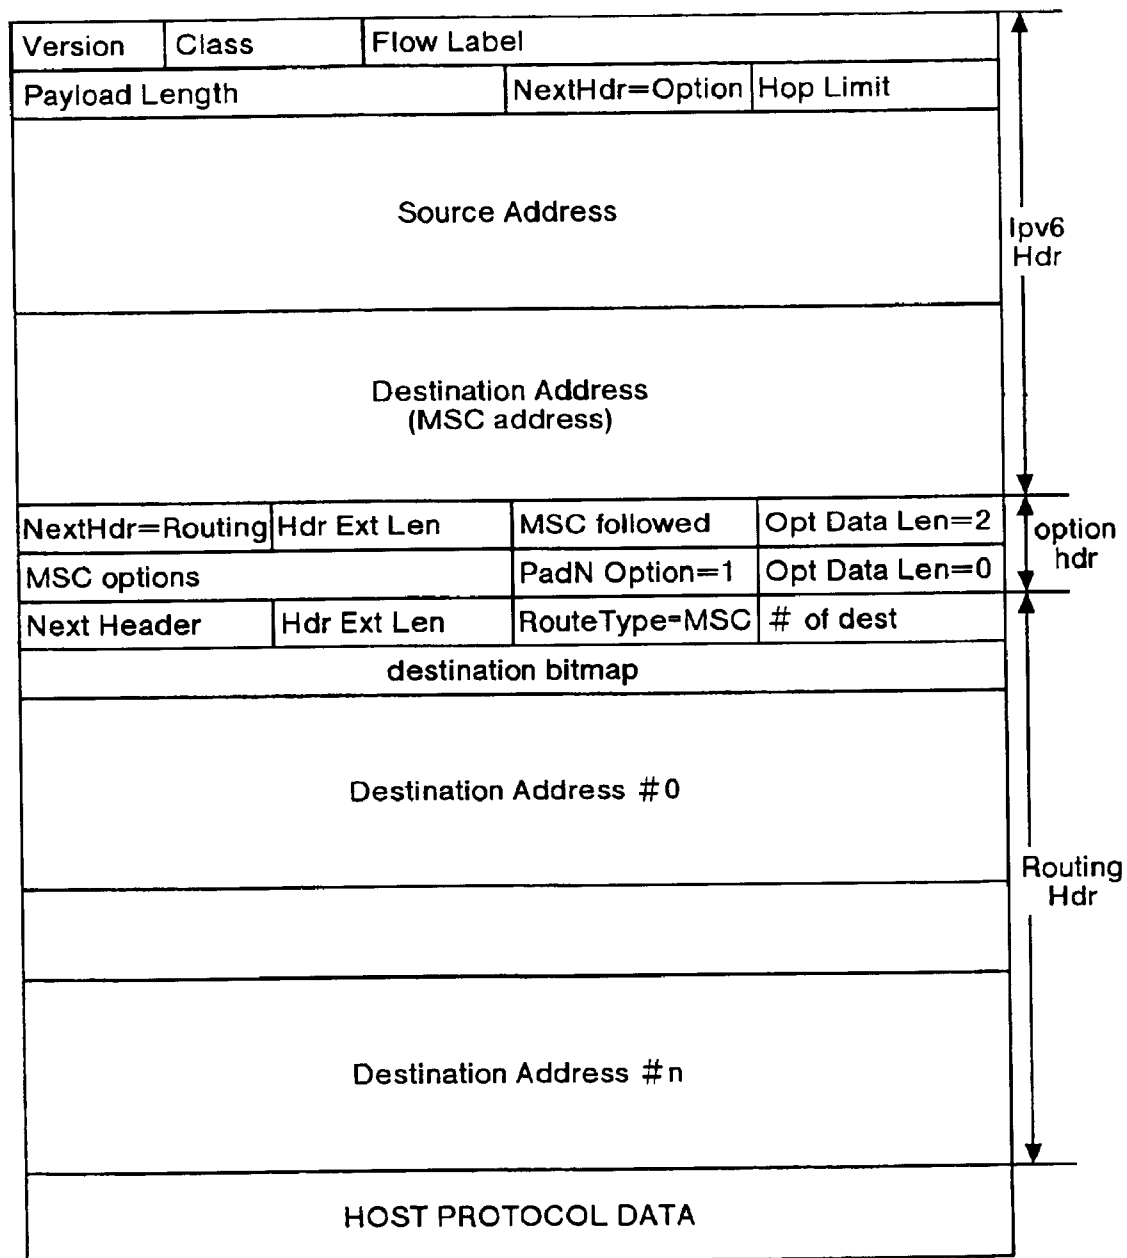 Version Class Flow Label
Payload Length NextHdr=Option Hop Limit
Source Address
Ipv6
Hdr
Destination Address
(MSC address)
NextHdr=Routing Hdr Ext Len MSC followed Opt Data Len=2
option
hdr
MSC options PadN Option=1 Opt Data Len=0
Next Header Hdr Ext Len RouteType=MSC # of dest
destination bitmap
Destination Address #0
Routing
Hdr
Destination Address #n
HOST PROTOCOL DATA